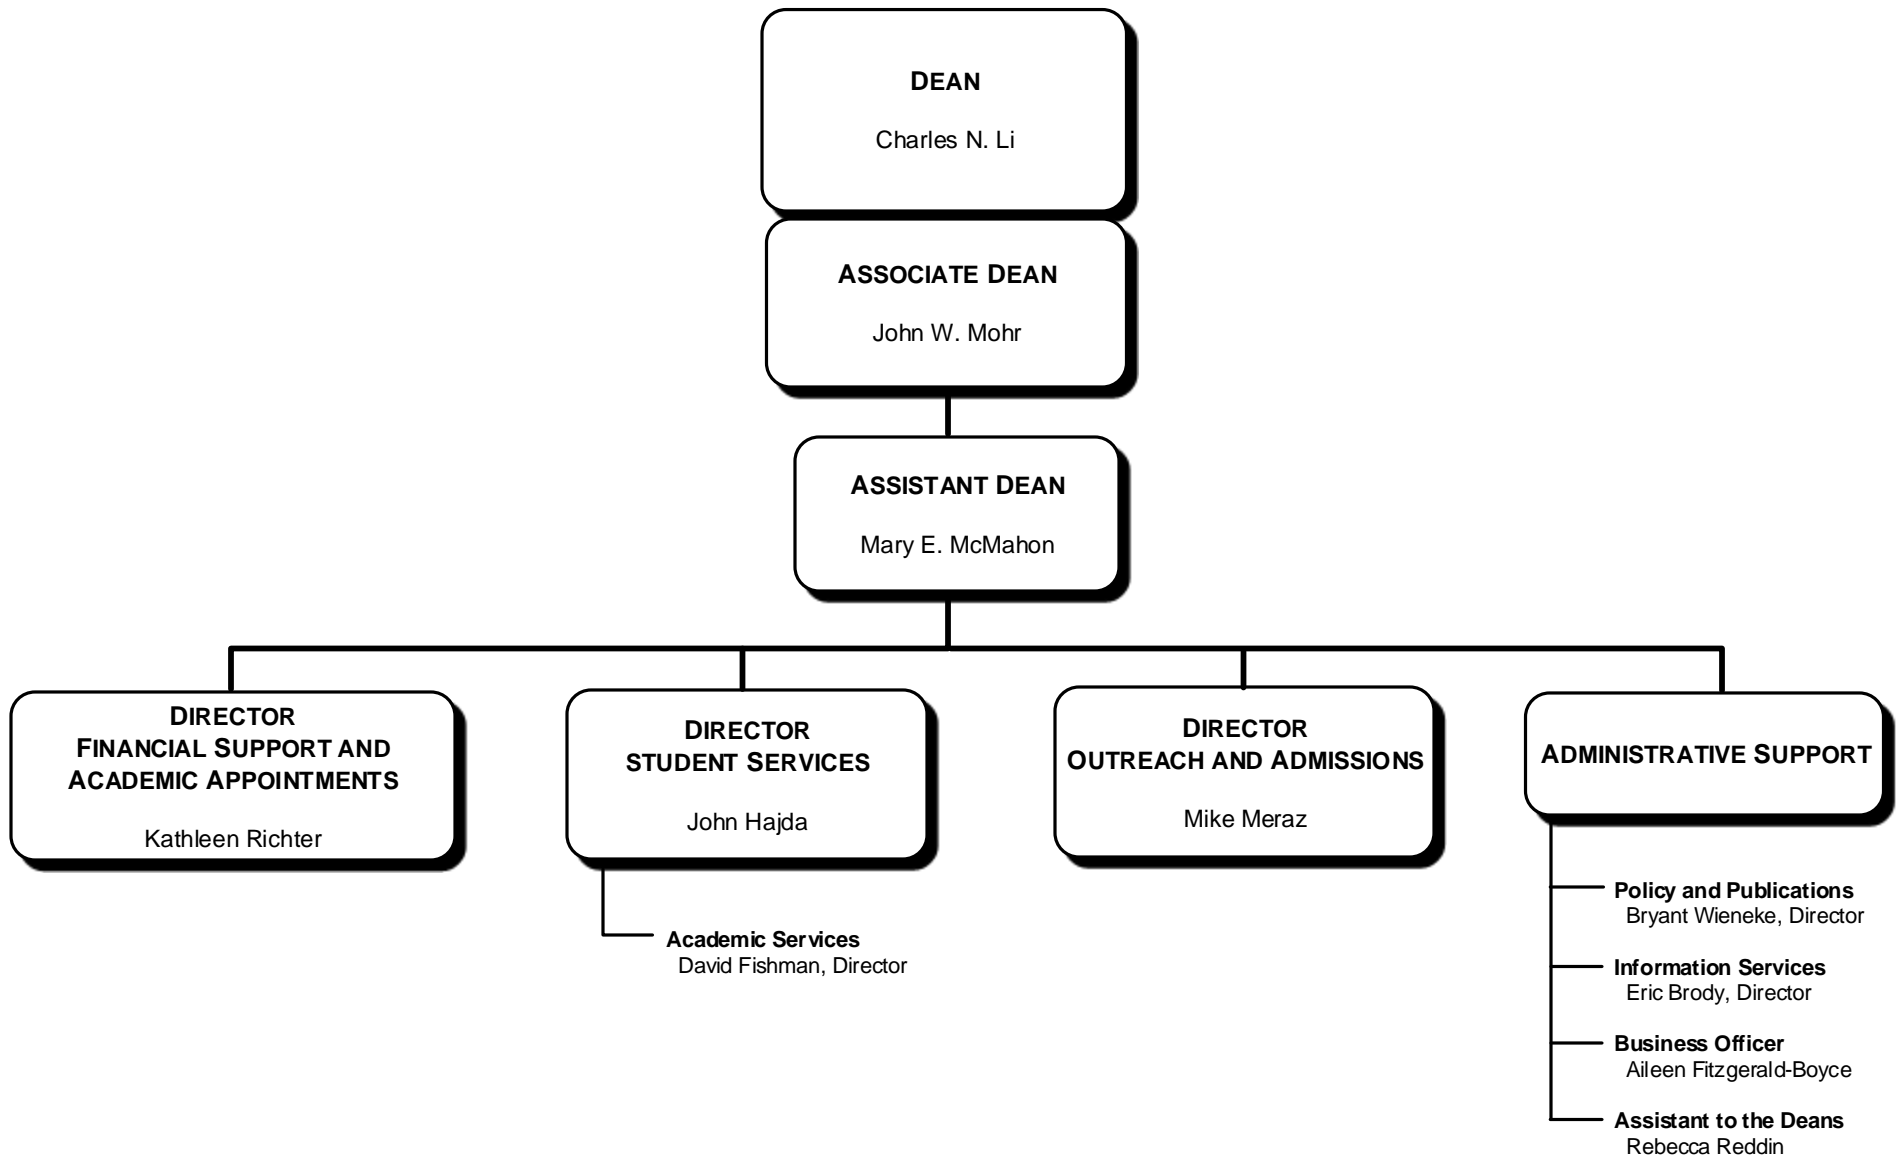 DEAN
Charles N. Li
ASSOCIATE DEAN
John W. Mohr
ASSISTANT DEAN
Mary E. McMahon
DIRECTOR
FINANCIAL SUPPORT AND
ACADEMIC APPOINTMENTS
Kathleen Richter
DIRECTOR
STUDENT SERVICES
John Hajda
Academic Services
David Fishman, Director
DIRECTOR
OUTREACH AND ADMISSIONS
Mike Meraz
ADMINISTRATIVE SUPPORT
Policy and Publications
Bryant Wieneke, Director
Information Services
Eric Brody, Director
Business Officer
Aileen Fitzgerald-Boyce
Assistant to the Deans
Rebecca Reddin